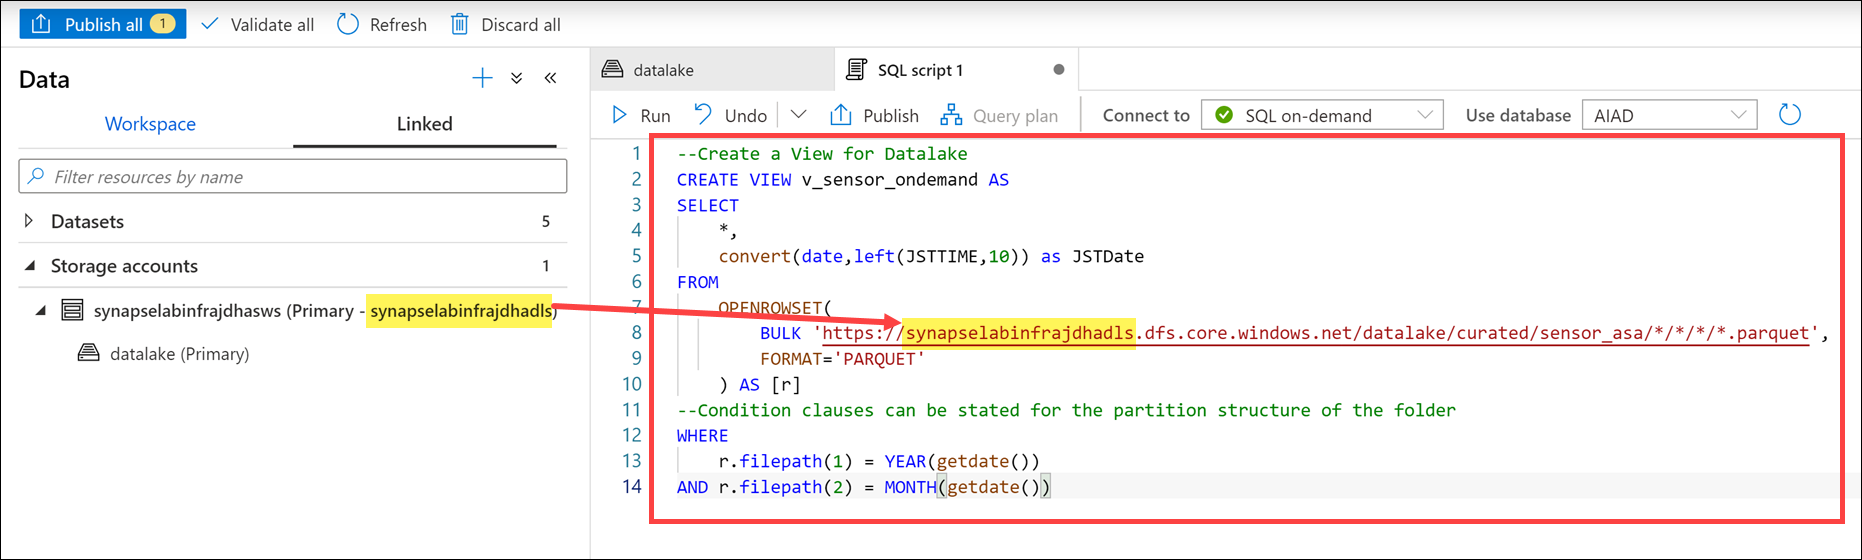 Publish all 1 Validate all Refresh Discard all
Data
Workspace Linked
Filter resources by name
Datasets 5
Storage accounts 1
synapselabinfrajdhasws (Primary - synapselabinfrajdhadls)
datalake (Primary)
datalake SQL script 1
Run Undo Publish Query plan Connect to SQL on-demand Use database AIAD
1 --Create a View for Datalake
2 CREATE VIEW v_sensor_ondemand AS
3 SELECT
4 *,
5 convert(date,left(JSTTIME,10)) as JSTDate
6 FROM
7 OPENROWSET(
8 BULK 'https://synapselabinfrajdhadls.dfs.core.windows.net/datalake/curated/sensor_asa/*/*/*/*.parquet',
9 FORMAT='PARQUET'
10 ) AS [r]
11 --Condition clauses can be stated for the partition structure of the folder
12 WHERE
13 r.filepath(1) = YEAR(getdate())
14 AND r.filepath(2) = MONTH(getdate())